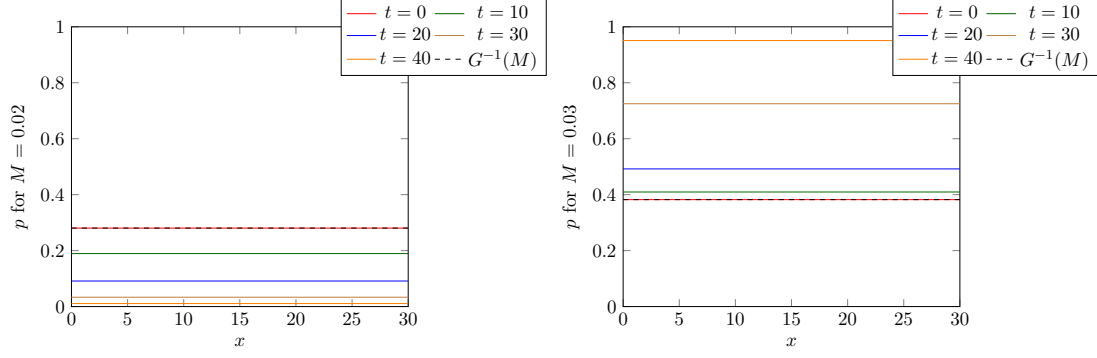 t = 0 t = 10
t = 20 t = 30
t = 40 G⁻¹(M)
1
0.8
0.6
0.4
0.2
0
0 5 10 15 20 25 30
x
p for M = 0.02
t = 0 t = 10
t = 20 t = 30
t = 40 G⁻¹(M)
1
0.8
0.6
0.4
0.2
0
0 5 10 15 20 25 30
x
p for M = 0.03